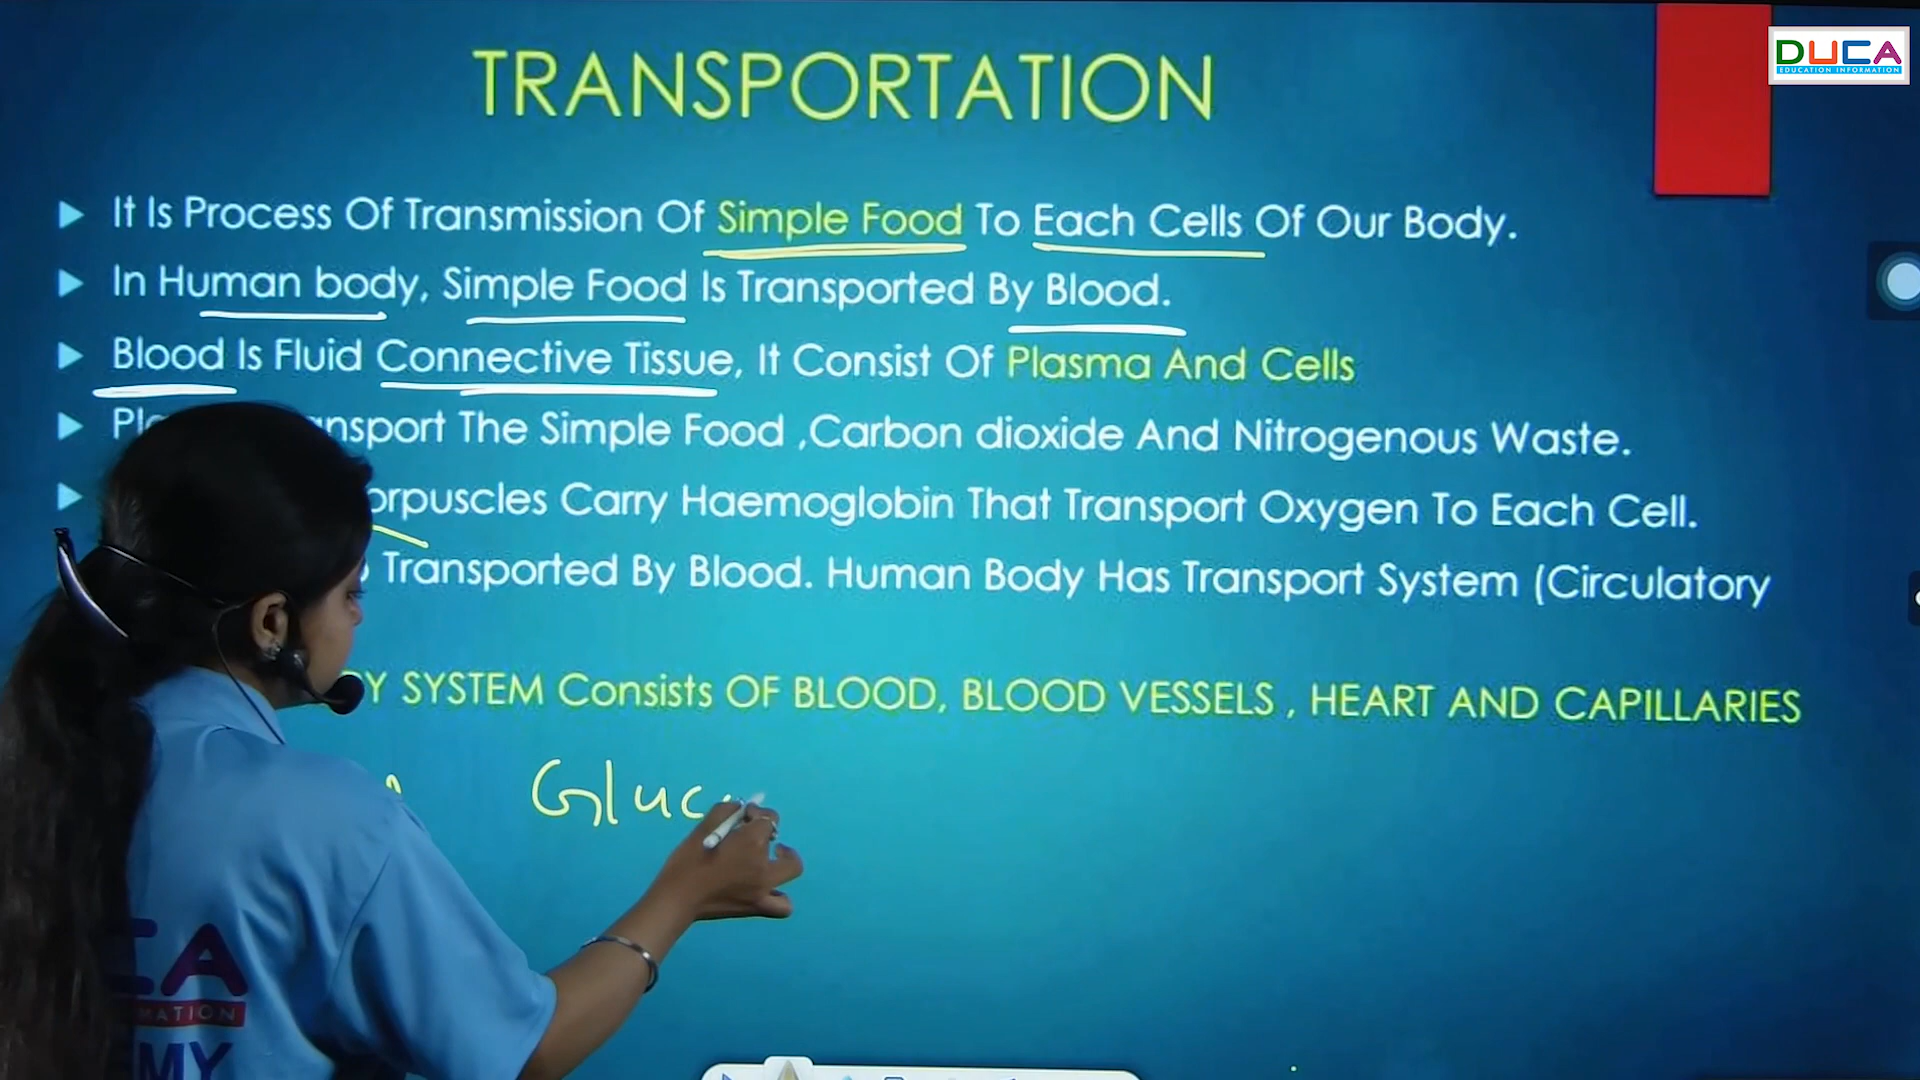 DUCA
EDUCATION INFORMATION
TRANSPORTATION
It Is Process Of Transmission Of Simple Food To Each Cells Of Our Body.
In Human body, Simple Food Is Transported By Blood.
Blood Is Fluid Connective Tissue, It Consist Of Plasma And Cells
The Simple Food ,Carbon dioxide And Nitrogenous Waste.
Carry Haemoglobin That Transport Oxygen To Each Cell.
Transported By Blood. Human Body Has Transport System (Circulatory
SYSTEM Consists OF BLOOD, BLOOD VESSELS , HEART AND CAPILLARIES